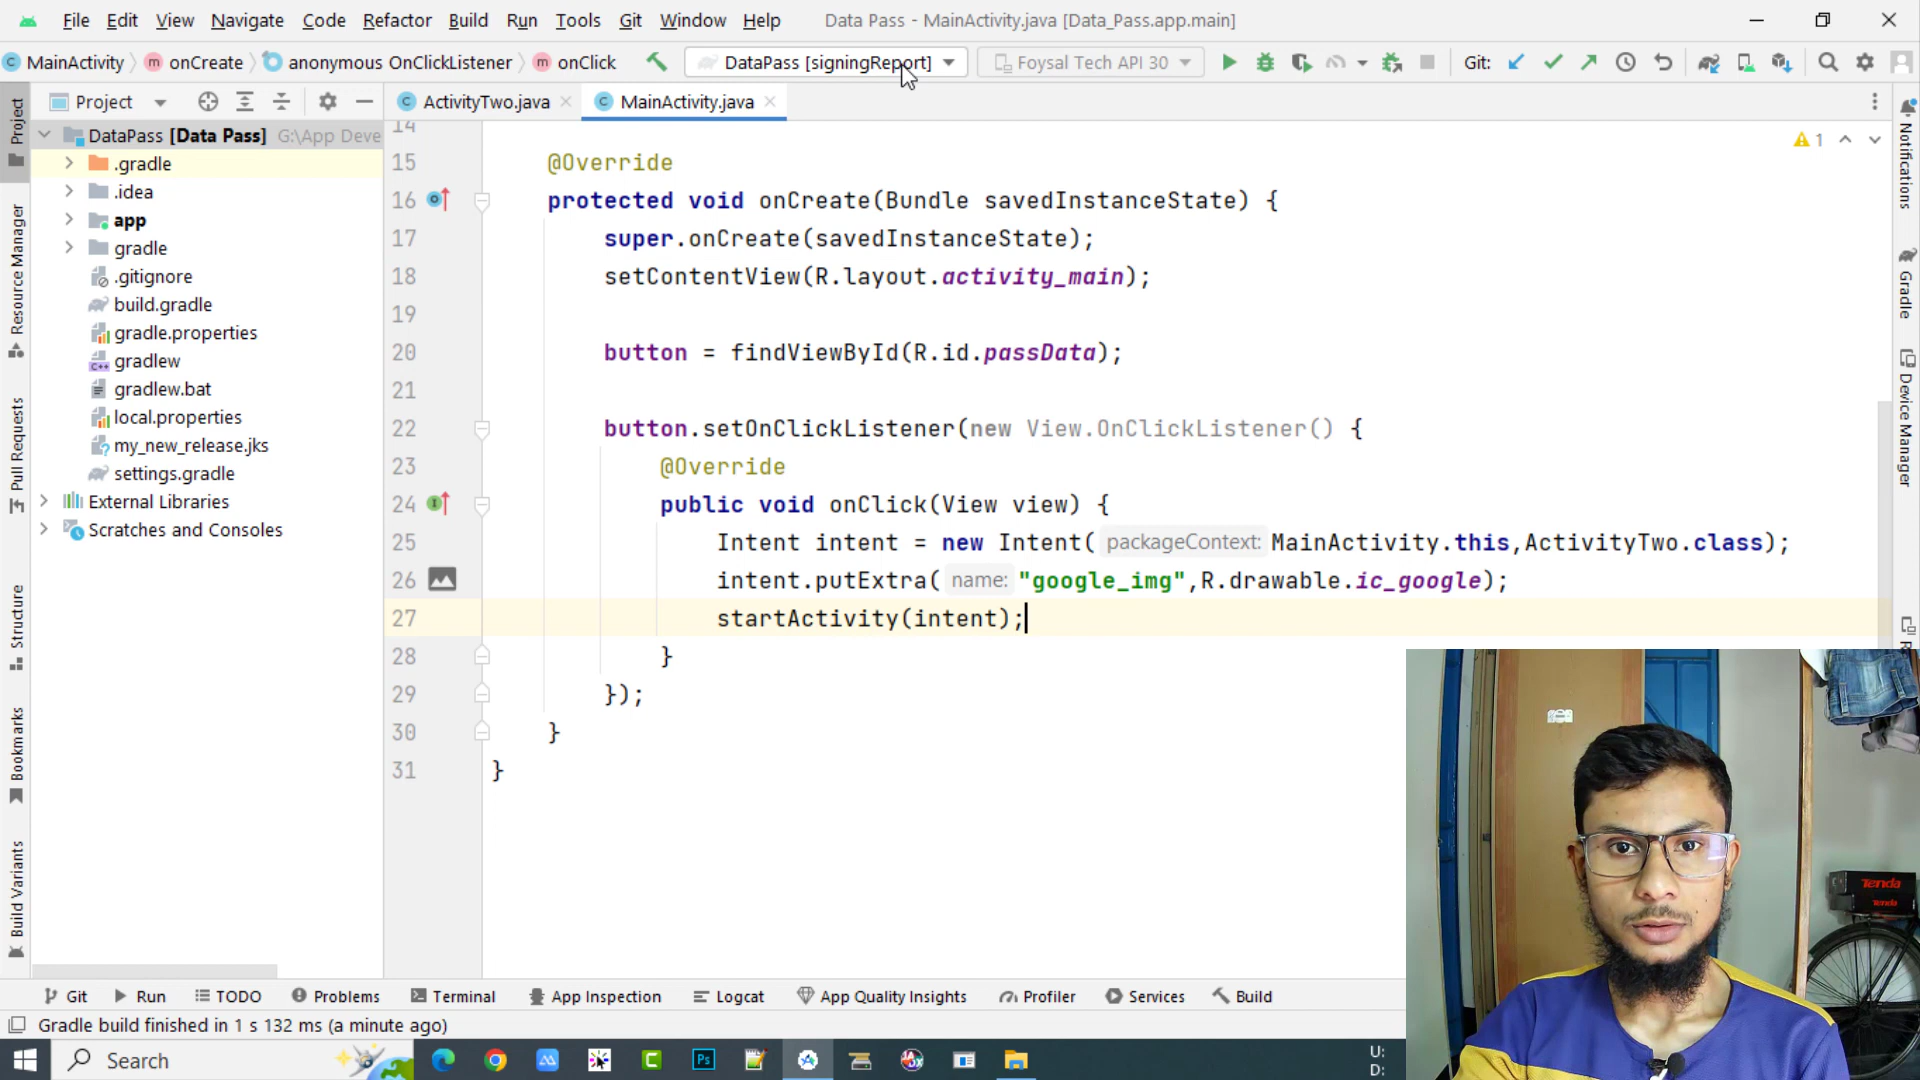 File Edit View Navigate Code Refactor Build Run Tools Git Window Help Data Pass - MainActivity.java [Data_Pass.app.main]
MainActivity onCreate anonymous OnClickListener onClick DataPass [signingReport] Foysal Tech API 30 Git:
Project ActivityTwo.java MainActivity.java
DataPass [Data Pass] G:\App Deve
.gradle
.idea
app
gradle
.gitignore
build.gradle
gradle.properties
gradlew
gradlew.bat
local.properties
my_new_release.jks
settings.gradle
External Libraries
Scratches and Consoles
Project
Resource Manager
Pull Requests
Structure
Bookmarks
Build Variants
14
15 @Override
16 protected void onCreate(Bundle savedInstanceState) {
17 super.onCreate(savedInstanceState);
18 setContentView(R.layout.activity_main);
19
20 button = findViewById(R.id.passData);
21
22 button.setOnClickListener(new View.OnClickListener() {
23 @Override
24 public void onClick(View view) {
25 Intent intent = new Intent( packageContext: MainActivity.this,ActivityTwo.class);
26 intent.putExtra( name: "google_img",R.drawable.ic_google);
27 startActivity(intent);
28 }
29 });
30 }
31 }
1
Notifications
Gradle
Device Manager
Tenda
Tenda
Git Run TODO Problems Terminal App Inspection Logcat App Quality Insights Profiler Services Build
Gradle build finished in 1 s 132 ms (a minute ago)
Search
Ps
U:
D: